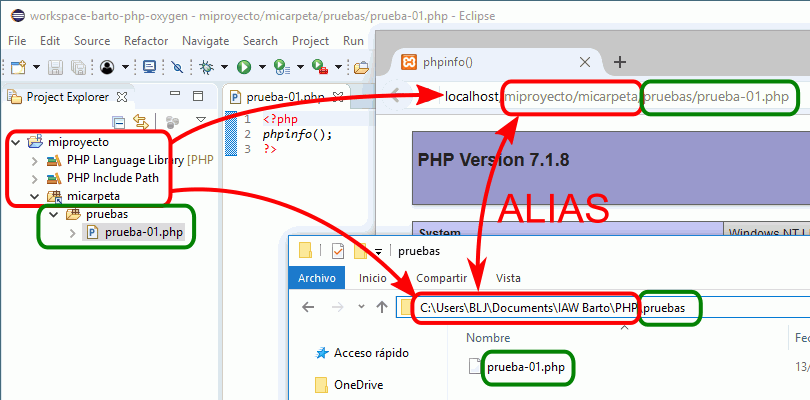 workspace-barto-php-oxygen - miproyecto/micarpeta/pruebas/prueba-01.php - Eclipse
File Edit Source Refactor Navigate Search Project Run
Project Explorer
miproyecto
PHP Language Library [PHP
PHP Include Path
micarpeta
pruebas
prueba-01.php
prueba-01.php
1 <?php
2 phpinfo();
3 ?>
phpinfo()
localhost/miproyecto/micarpeta/pruebas/prueba-01.php
PHP Version 7.1.8
System Windows NT
ALIAS
pruebas
Archivo Inicio Compartir Vista
C:\Users\BLJ\Documents\IAW Barto\PHP\pruebas
Nombre Fec
Acceso rápido
prueba-01.php 13/
OneDrive